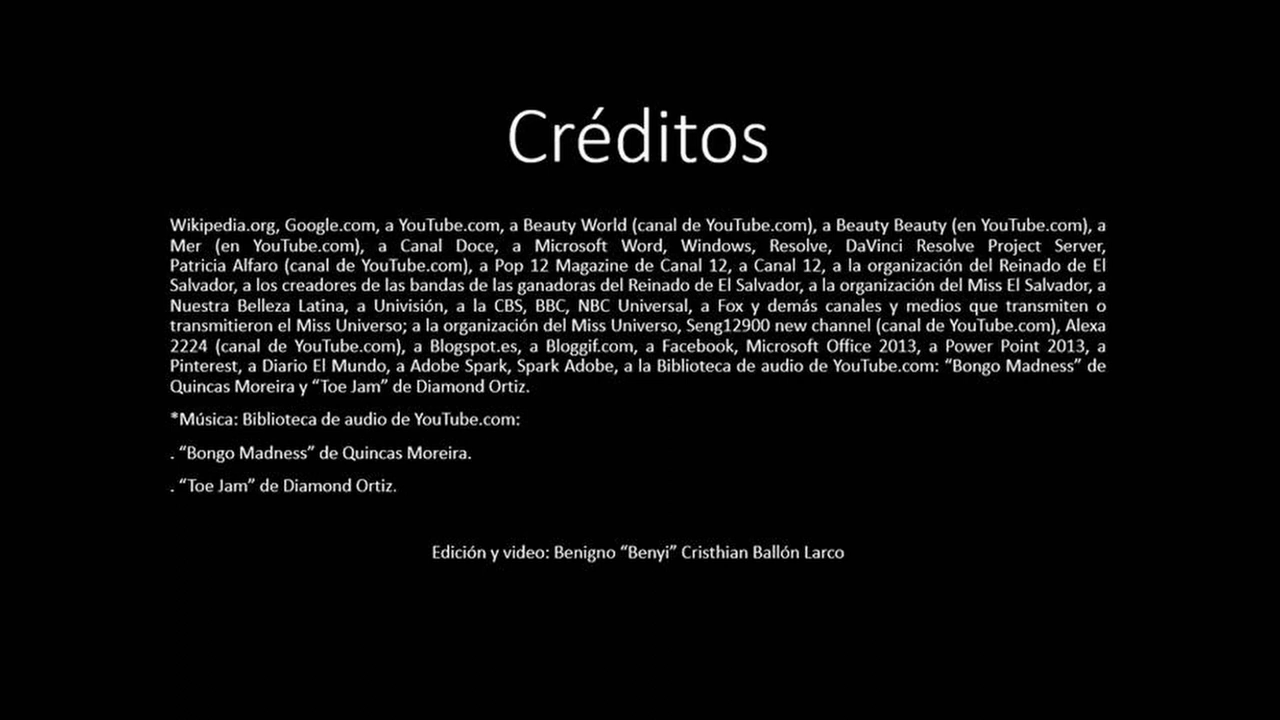 Créditos
Wikipedia.org, Google.com, a YouTube.com, a Beauty World (canal de YouTube.com), a Beauty Beauty (en YouTube.com), a
Mer (en YouTube.com), a Canal Doce, a Microsoft Word, Windows, Resolve, DaVinci Resolve Project Server,
Patricia Alfaro (canal de YouTube.com), a Pop 12 Magazine de Canal 12, a Canal 12, a la organización del Reinado de El
Salvador, a los creadores de las bandas de las ganadoras del Reinado de El Salvador, a la organización del Miss El Salvador, a
Nuestra Belleza Latina, a Univisión, a la CBS, BBC, NBC Universal, a Fox y demás canales y medios que transmiten o
transmitieron el Miss Universo; a la organización del Miss Universo, Seng12900 new channel (canal de YouTube.com), Alexa
2224 (canal de YouTube.com), a Blogspot.es, a Bloggif.com, a Facebook, Microsoft Office 2013, a Power Point 2013, a
Pinterest, a Diario El Mundo, a Adobe Spark, Spark Adobe, a la Biblioteca de audio de YouTube.com: “Bongo Madness” de
Quincas Moreira y “Toe Jam” de Diamond Ortiz.
*Música: Biblioteca de audio de YouTube.com:
. “Bongo Madness” de Quincas Moreira.
. “Toe Jam” de Diamond Ortiz.
Edición y video: Benigno “Benyi” Cristhian Ballón Larco